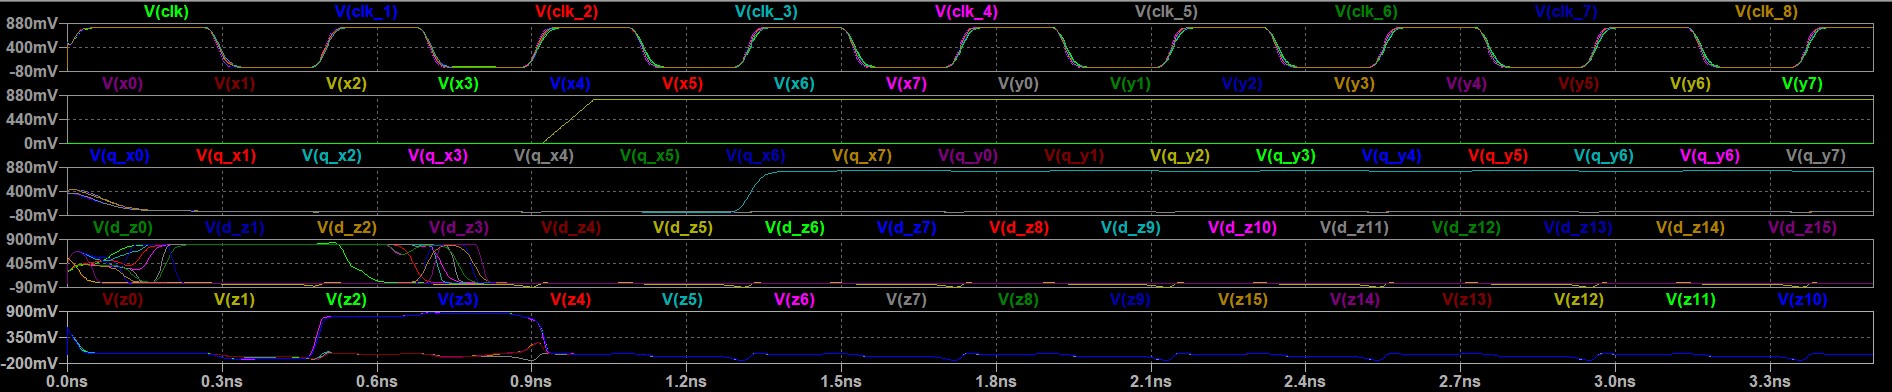 V(clk) V(clk_1) V(clk_2) V(clk_3) V(clk_4) V(clk_5) V(clk_6) V(clk_7) V(clk_8)
880mV
400mV
-80mV
V(x0) V(x1) V(x2) V(x3) V(x4) V(x5) V(x6) V(x7) V(y0) V(y1) V(y2) V(y3) V(y4) V(y5) V(y6) V(y7)
880mV
440mV
0mV
V(q_x0) V(q_x1) V(q_x2) V(q_x3) V(q_x4) V(q_x5) V(q_x6) V(q_x7) V(q_y0) V(q_y1) V(q_y2) V(q_y3) V(q_y4) V(q_y5) V(q_y6) V(q_y6) V(q_y7)
880mV
400mV
-80mV
V(d_z0) V(d_z1) V(d_z2) V(d_z3) V(d_z4) V(d_z5) V(d_z6) V(d_z7) V(d_z8) V(d_z9) V(d_z10) V(d_z11) V(d_z12) V(d_z13) V(d_z14) V(d_z15)
900mV
405mV
-90mV
V(z0) V(z1) V(z2) V(z3) V(z4) V(z5) V(z6) V(z7) V(z8) V(z9) V(z15) V(z14) V(z13) V(z12) V(z11) V(z10)
900mV
350mV
-200mV
0.0ns 0.3ns 0.6ns 0.9ns 1.2ns 1.5ns 1.8ns 2.1ns 2.4ns 2.7ns 3.0ns 3.3ns